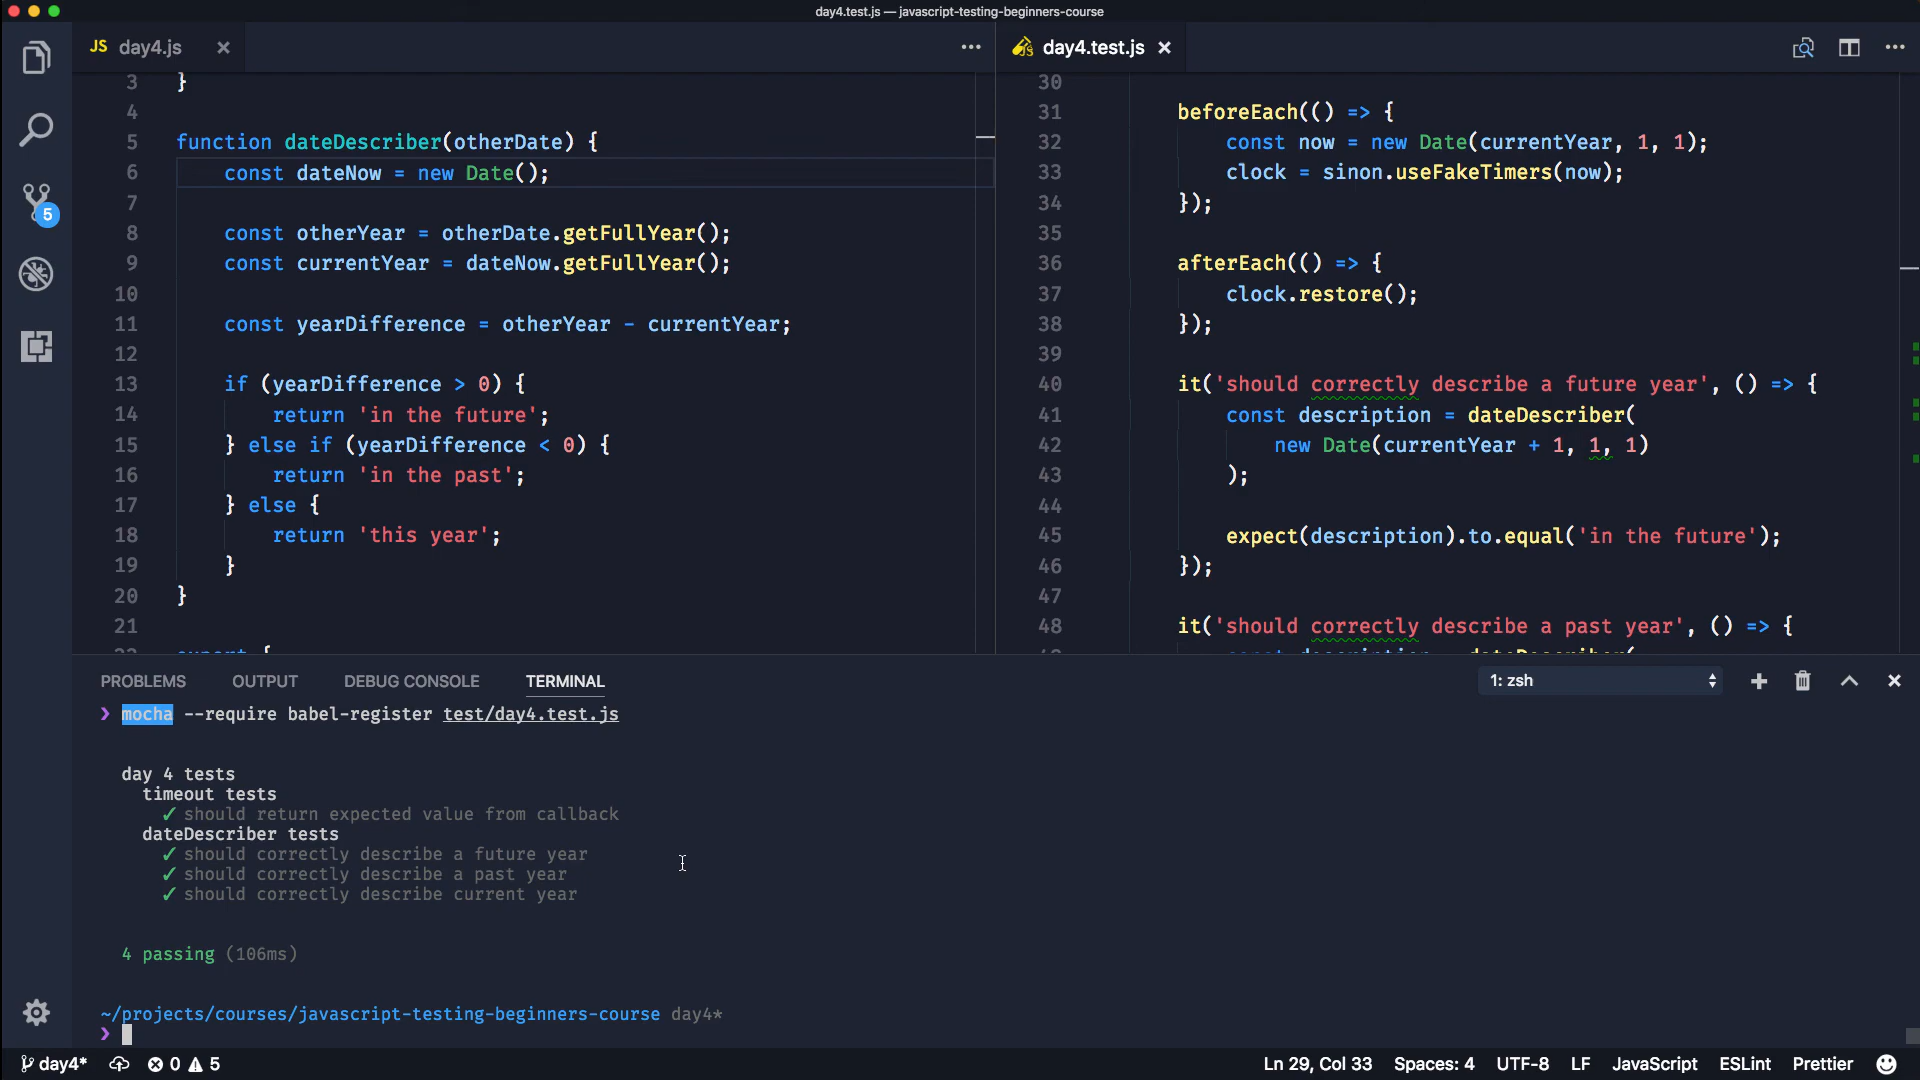 day4.test.js — javascript-testing-beginners-course
JS day4.js
day4.test.js
3 }
4
5 function dateDescriber(otherDate) {
6 const dateNow = new Date();
7
8 const otherYear = otherDate.getFullYear();
9 const currentYear = dateNow.getFullYear();
10
11 const yearDifference = otherYear - currentYear;
12
13 if (yearDifference > 0) {
14 return 'in the future';
15 } else if (yearDifference < 0) {
16 return 'in the past';
17 } else {
18 return 'this year';
19 }
20 }
21
30
31 beforeEach(() => {
32 const now = new Date(currentYear, 1, 1);
33 clock = sinon.useFakeTimers(now);
34 });
35
36 afterEach(() => {
37 clock.restore();
38 });
39
40 it('should correctly describe a future year', () => {
41 const description = dateDescriber(
42 new Date(currentYear + 1, 1, 1)
43 );
44
45 expect(description).to.equal('in the future');
46 });
47
48 it('should correctly describe a past year', () => {
5
PROBLEMS OUTPUT DEBUG CONSOLE TERMINAL 1: zsh
❯ mocha --require babel-register test/day4.test.js
day 4 tests
timeout tests
✓ should return expected value from callback
dateDescriber tests
✓ should correctly describe a future year
✓ should correctly describe a past year
✓ should correctly describe current year
4 passing (106ms)
~/projects/courses/javascript-testing-beginners-course day4*
❯
day4* 0 5 Ln 29, Col 33 Spaces: 4 UTF-8 LF JavaScript ESLint Prettier